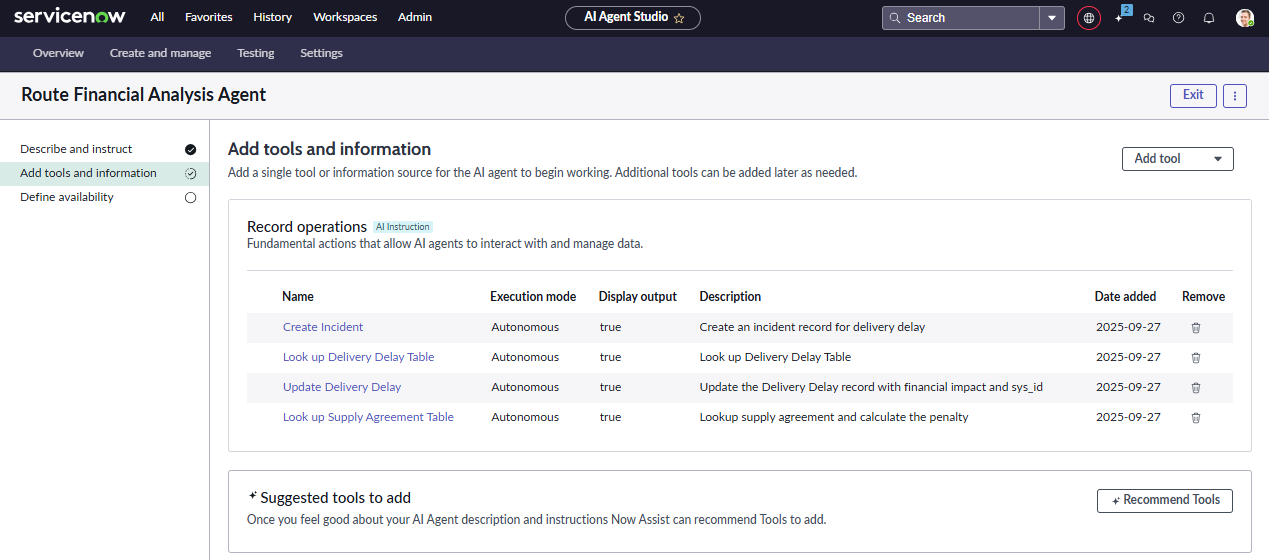 servicenow All Favorites History Workspaces Admin AI Agent Studio Search 2
Overview Create and manage Testing Settings
Route Financial Analysis Agent Exit
Describe and instruct
Add tools and information
Define availability
Add tools and information
Add a single tool or information source for the AI agent to begin working. Additional tools can be added later as needed.
Add tool
Record operations AI Instruction
Fundamental actions that allow AI agents to interact with and manage data.
Name Execution mode Display output Description Date added Remove
Create Incident Autonomous true Create an incident record for delivery delay 2025-09-27
Look up Delivery Delay Table Autonomous true Look up Delivery Delay Table 2025-09-27
Update Delivery Delay Autonomous true Update the Delivery Delay record with financial impact and sys_id 2025-09-27
Look up Supply Agreement Table Autonomous true Lookup supply agreement and calculate the penalty 2025-09-27
Suggested tools to add
Once you feel good about your AI Agent description and instructions Now Assist can recommend Tools to add.
Recommend Tools